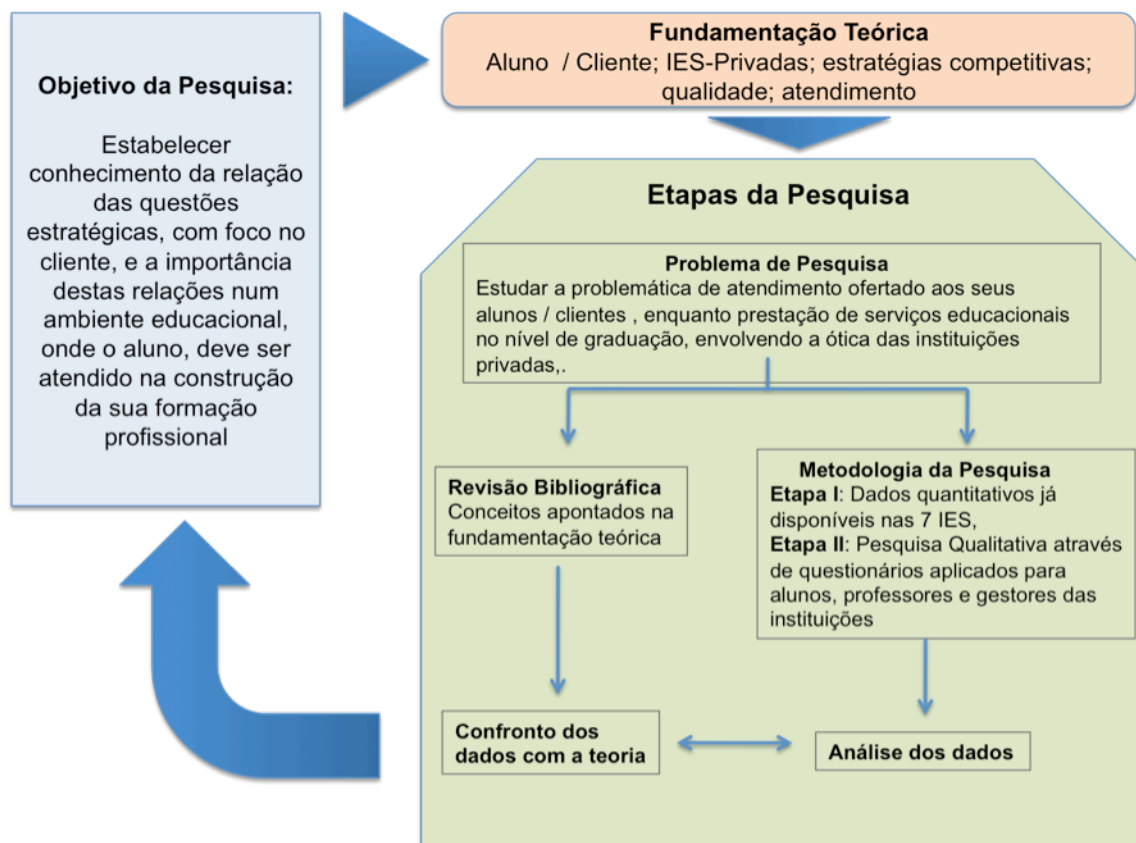 Objetivo da Pesquisa:
Estabelecer
conhecimento da relação
das questões
estratégicas, com foco no
cliente, e a importância
destas relações num
ambiente educacional,
onde o aluno, deve ser
atendido na construção
da sua formação
profissional
Fundamentação Teórica
Aluno / Cliente; IES-Privadas; estratégias competitivas;
qualidade; atendimento
Etapas da Pesquisa
Problema de Pesquisa
Estudar a problemática de atendimento ofertado aos seus
alunos / clientes , enquanto prestação de serviços educacionais
no nível de graduação, envolvendo a ótica das instituições
privadas,.
Revisão Bibliográfica
Conceitos apontados na
fundamentação teórica
Metodologia da Pesquisa
Etapa I: Dados quantitativos já
disponíveis nas 7 IES,
Etapa II: Pesquisa Qualitativa através
de questionários aplicados para
alunos, professores e gestores das
instituições
Confronto dos
dados com a teoria
Análise dos dados